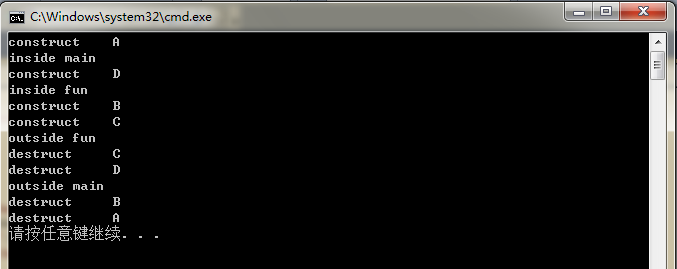 C:\Windows\system32\cmd.exe
construct    A
inside main
construct    D
inside fun
construct    B
construct    C
outside fun
destruct     C
destruct     D
outside main
destruct     B
destruct     A
请按任意键继续. . .